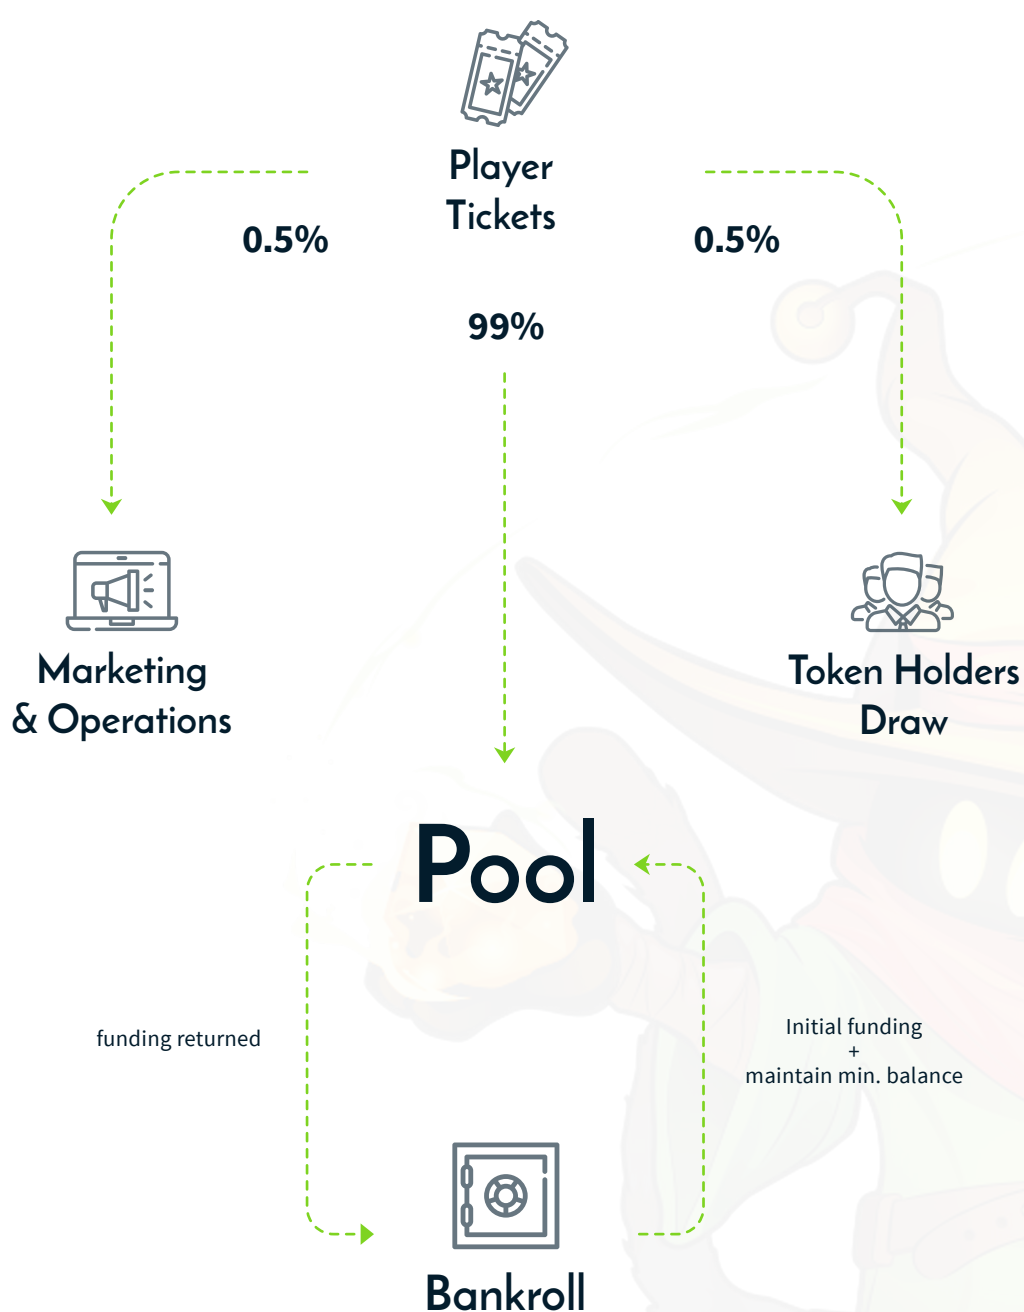 Player
Tickets
0.5%
0.5%
99%
Marketing
& Operations
Token Holders
Draw
Pool
funding returned
Initial funding
+
maintain min. balance
Bankroll